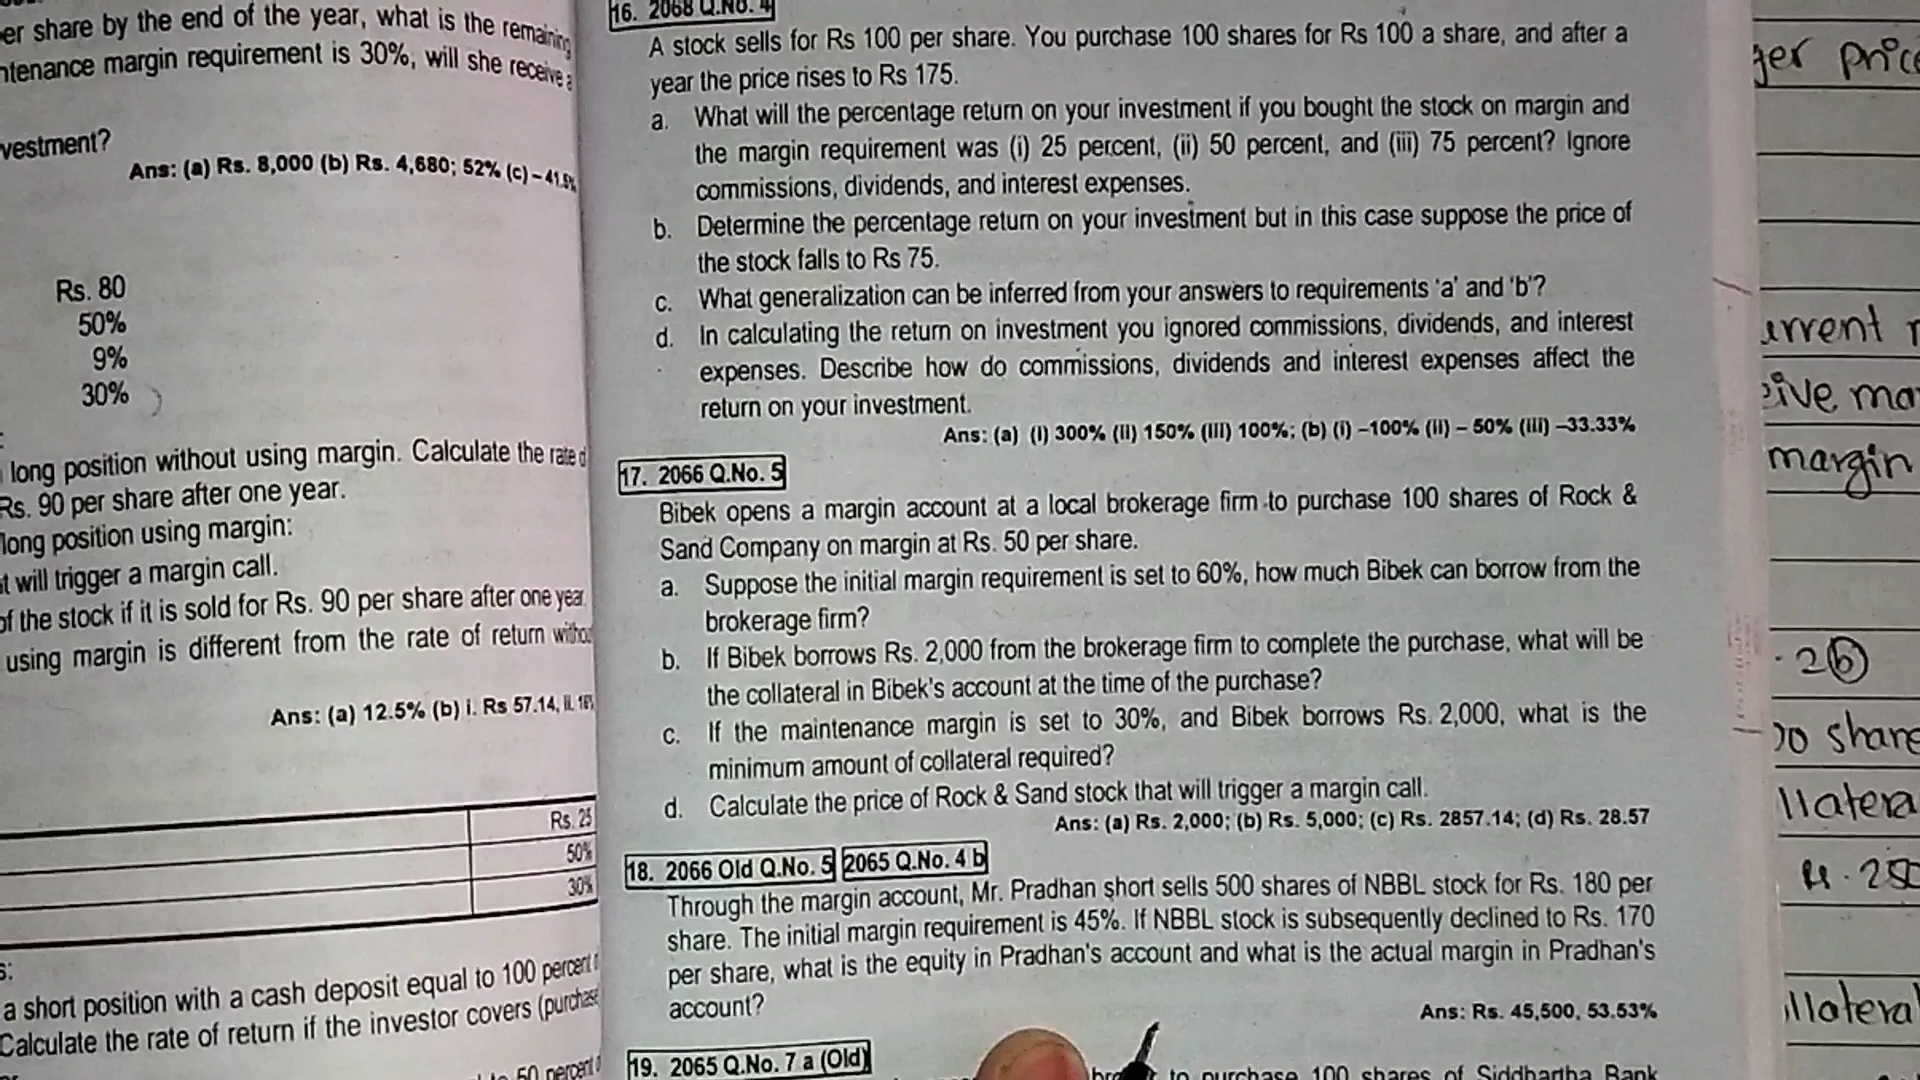 er share by the end of the year, what is the remaining
ntenance margin requirement is 30%, will she receive a
vestment?
Ans: (a) Rs. 8,000 (b) Rs. 4,680; 52% (c) – 41.5%
Rs. 80
50%
9%
30%
long position without using margin. Calculate the rate
Rs. 90 per share after one year.
long position using margin:
t will trigger a margin call.
of the stock if it is sold for Rs. 90 per share after one year.
using margin is different from the rate of return withou
Ans: (a) 12.5% (b) i. Rs 57.14, ii. 16%
Rs. 25
50%
30%
s:
a short position with a cash deposit equal to 100 percent
Calculate the rate of return if the investor covers (purchase
50 percent
16. 2068 Q.No. 4
A stock sells for Rs 100 per share. You purchase 100 shares for Rs 100 a share, and after a
year the price rises to Rs 175.
a. What will the percentage return on your investment if you bought the stock on margin and
the margin requirement was (i) 25 percent, (ii) 50 percent, and (iii) 75 percent? Ignore
commissions, dividends, and interest expenses.
b. Determine the percentage return on your investment but in this case suppose the price of
the stock falls to Rs 75.
c. What generalization can be inferred from your answers to requirements 'a' and 'b'?
d. In calculating the return on investment you ignored commissions, dividends, and interest
expenses. Describe how do commissions, dividends and interest expenses affect the
return on your investment.
Ans: (a) (i) 300% (ii) 150% (iii) 100%; (b) (i) –100% (ii) – 50% (iii) –33.33%
17. 2066 Q.No. 5
Bibek opens a margin account at a local brokerage firm to purchase 100 shares of Rock &
Sand Company on margin at Rs. 50 per share.
a. Suppose the initial margin requirement is set to 60%, how much Bibek can borrow from the
brokerage firm?
b. If Bibek borrows Rs. 2,000 from the brokerage firm to complete the purchase, what will be
the collateral in Bibek's account at the time of the purchase?
c. If the maintenance margin is set to 30%, and Bibek borrows Rs. 2,000, what is the
minimum amount of collateral required?
d. Calculate the price of Rock & Sand stock that will trigger a margin call.
Ans: (a) Rs. 2,000; (b) Rs. 5,000; (c) Rs. 2857.14; (d) Rs. 28.57
18. 2066 Old Q.No. 5 2065 Q.No. 4 b
Through the margin account, Mr. Pradhan short sells 500 shares of NBBL stock for Rs. 180 per
share. The initial margin requirement is 45%. If NBBL stock is subsequently declined to Rs. 170
per share, what is the equity in Pradhan's account and what is the actual margin in Pradhan's
account?
Ans: Rs. 45,500, 53.53%
19. 2065 Q.No. 7 a (Old)
to purchase 100 shares of Siddhartha Bank
ger price
urrent
eive mar
margin
2(b)
00 share
llatera
llateral